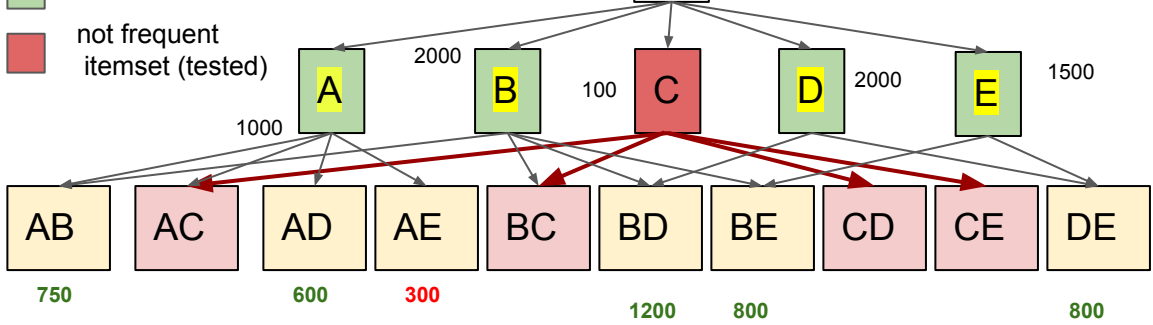 not frequent
itemset (tested)
2000
1500
A
B
100
C
D
2000
E
1000
AB
AC
AD
AE
BC
BD
BE
CD
CE
DE
750
600
300
1200
800
800